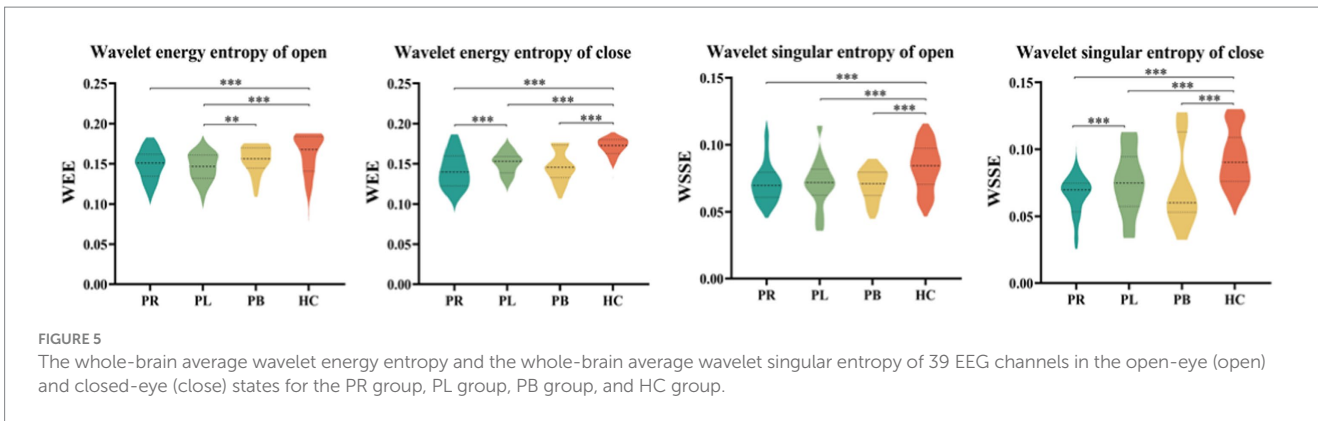 Wavelet energy entropy of open
0.25
0.20
0.15
0.10
0.05
0.00
WEE
***
***
**
PR PL PB HC
Wavelet energy entropy of close
0.25
0.20
0.15
0.10
0.05
0.00
WEE
***
***
*** ***
PR PL PB HC
Wavelet singular entropy of open
0.15
0.10
0.05
0.00
WSSE
***
***
***
PR PL PB HC
Wavelet singular entropy of close
0.15
0.10
0.05
0.00
WSSE
***
***
***
***
PR PL PB HC
FIGURE 5
The whole-brain average wavelet energy entropy and the whole-brain average wavelet singular entropy of 39 EEG channels in the open-eye (open)
and closed-eye (close) states for the PR group, PL group, PB group, and HC group.